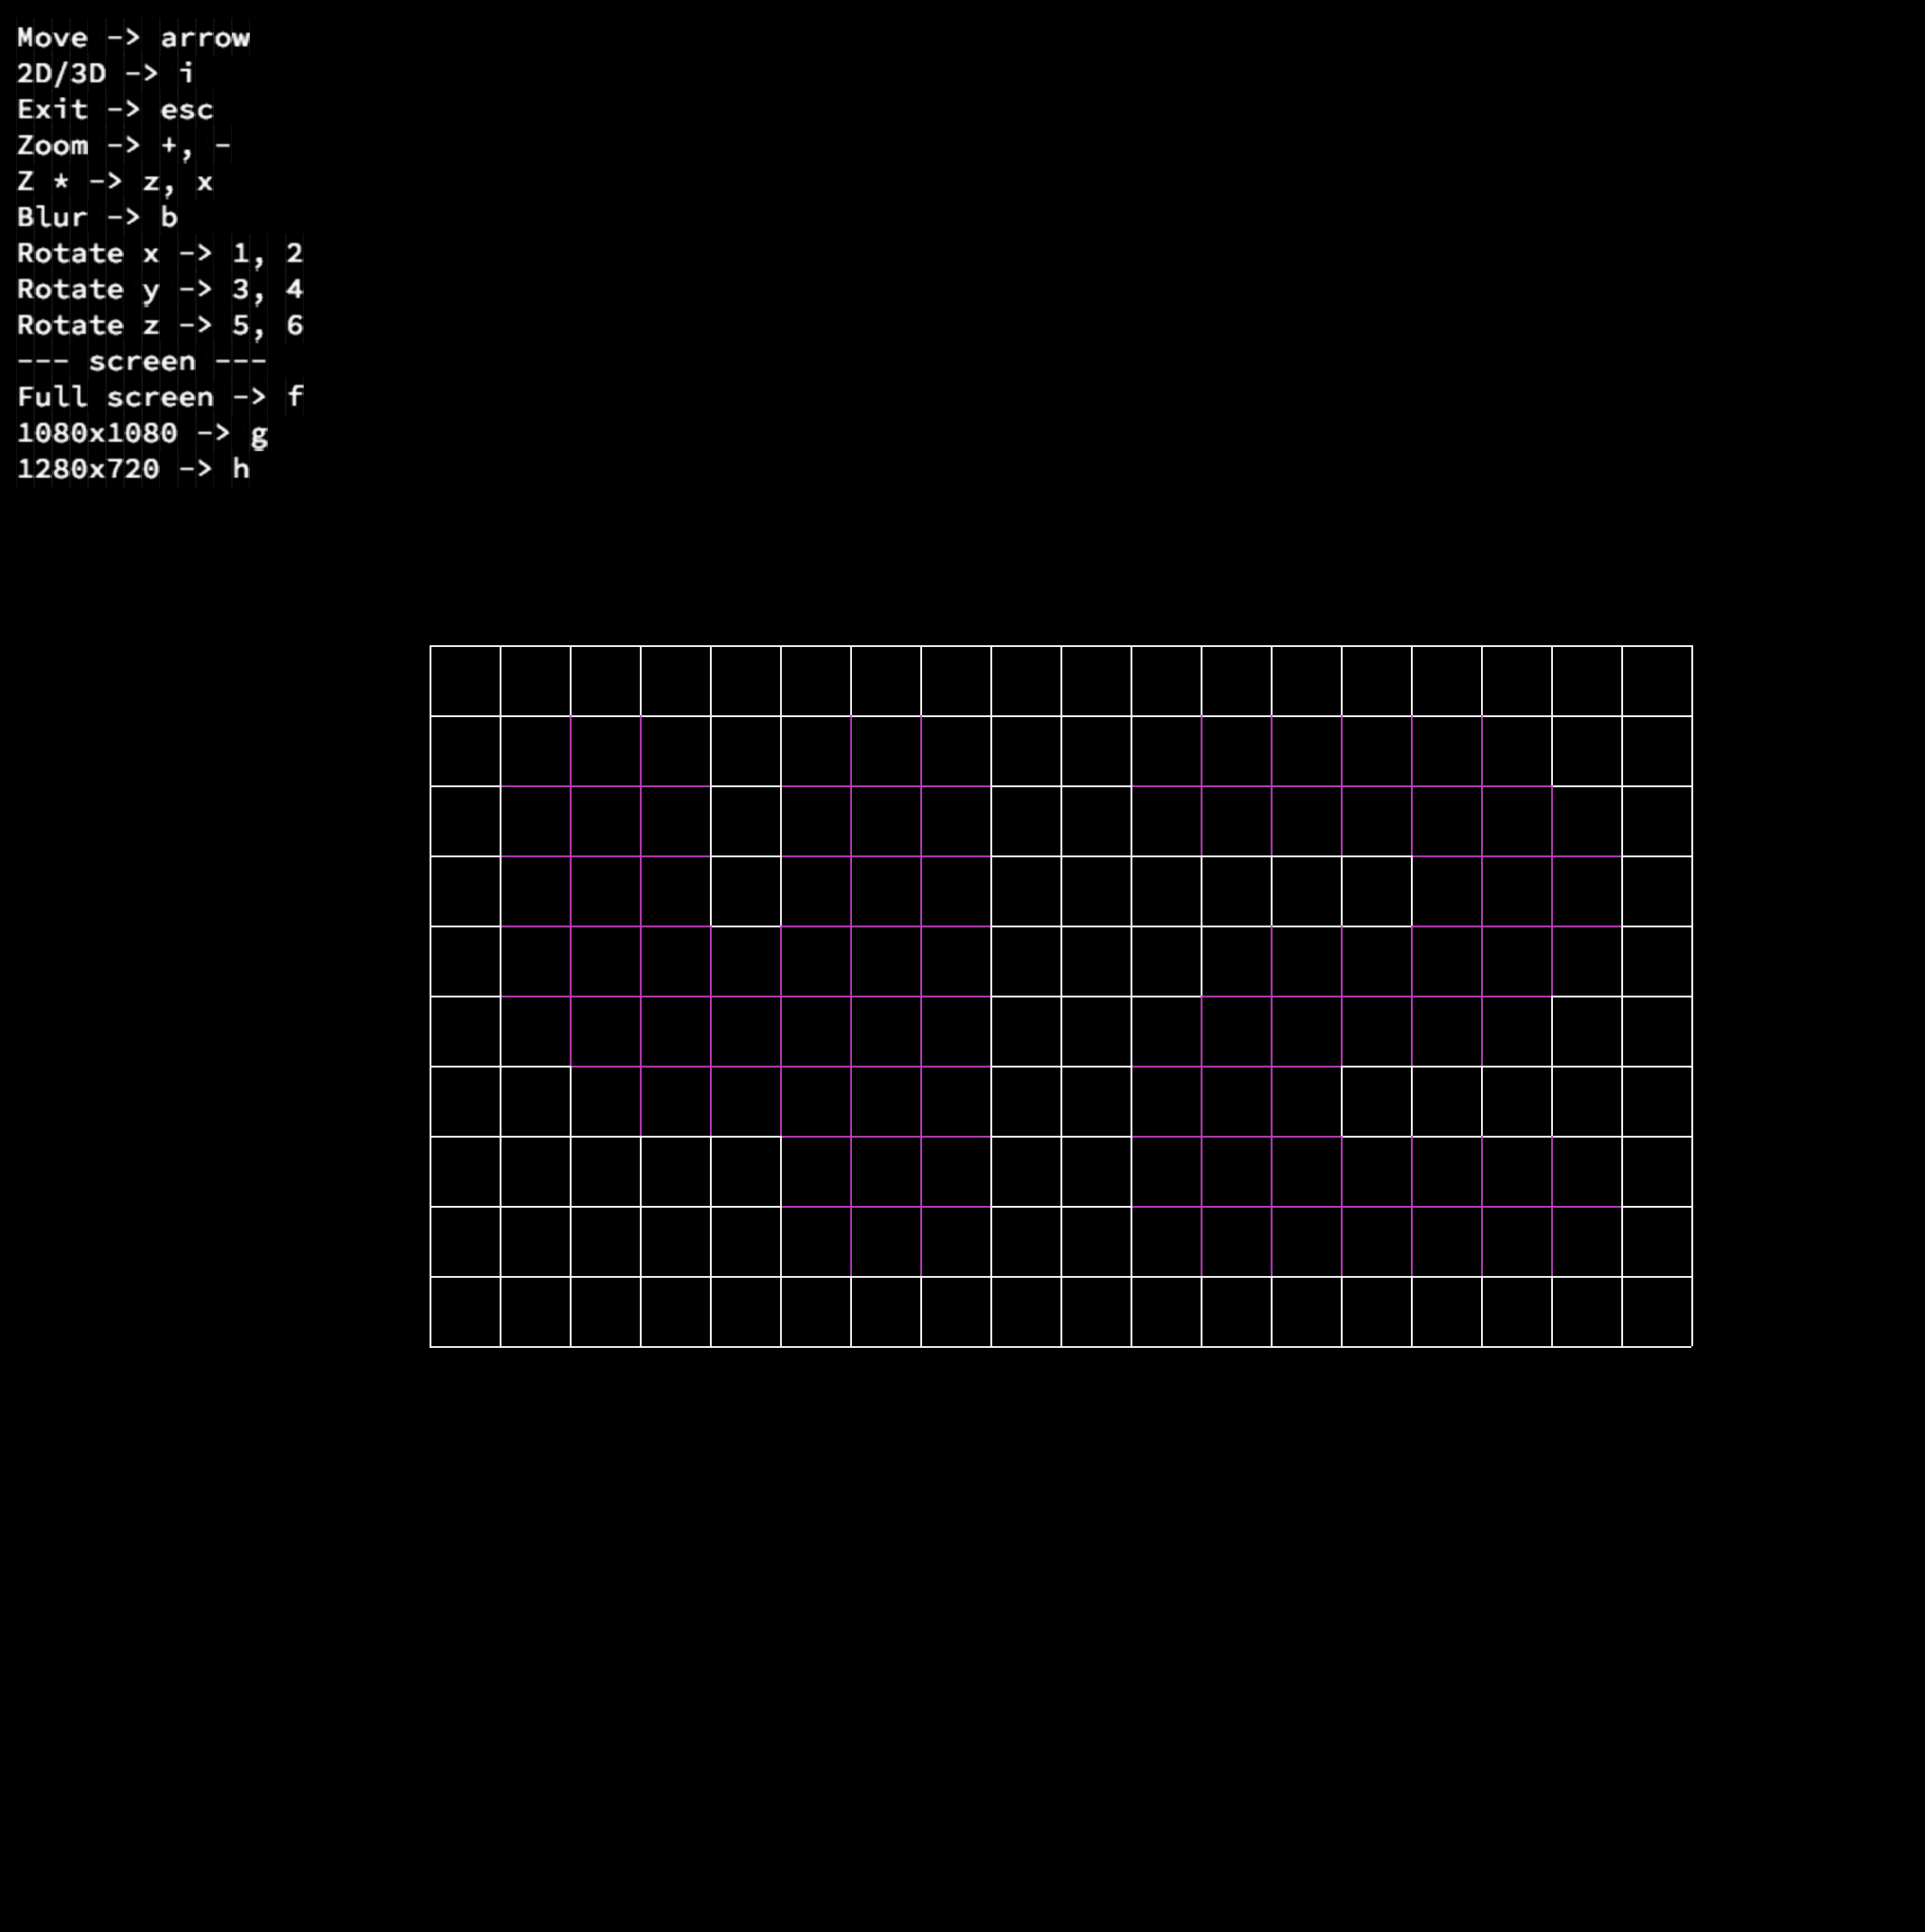 Move -> arrow
2D/3D -> i
Exit -> esc
Zoom -> +, -
Z * -> z, x
Blur -> b
Rotate x -> 1, 2
Rotate y -> 3, 4
Rotate z -> 5, 6
--- screen ---
Full screen -> f
1080x1080 -> g
1280x720 -> h
42